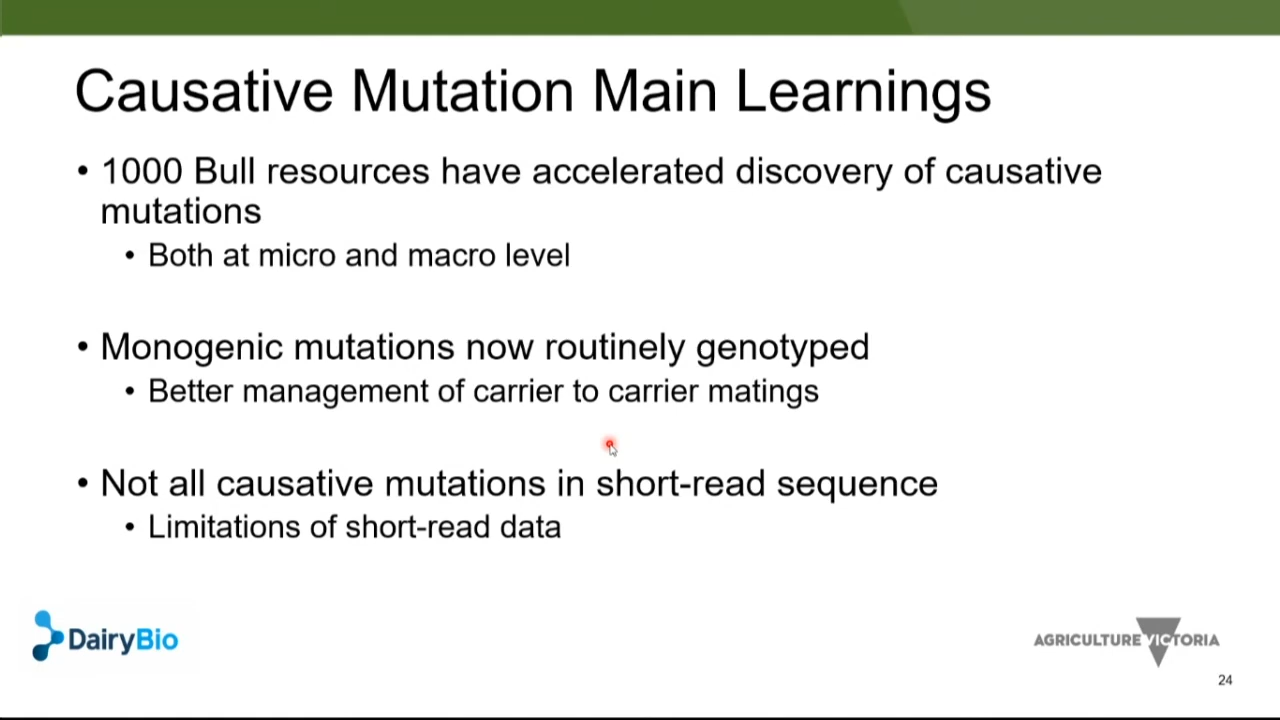 Causative Mutation Main Learnings
• 1000 Bull resources have accelerated discovery of causative
mutations
• Both at micro and macro level
• Monogenic mutations now routinely genotyped
• Better management of carrier to carrier matings
• Not all causative mutations in short-read sequence
• Limitations of short-read data
DairyBio
AGRICULTURE VICTORIA
24